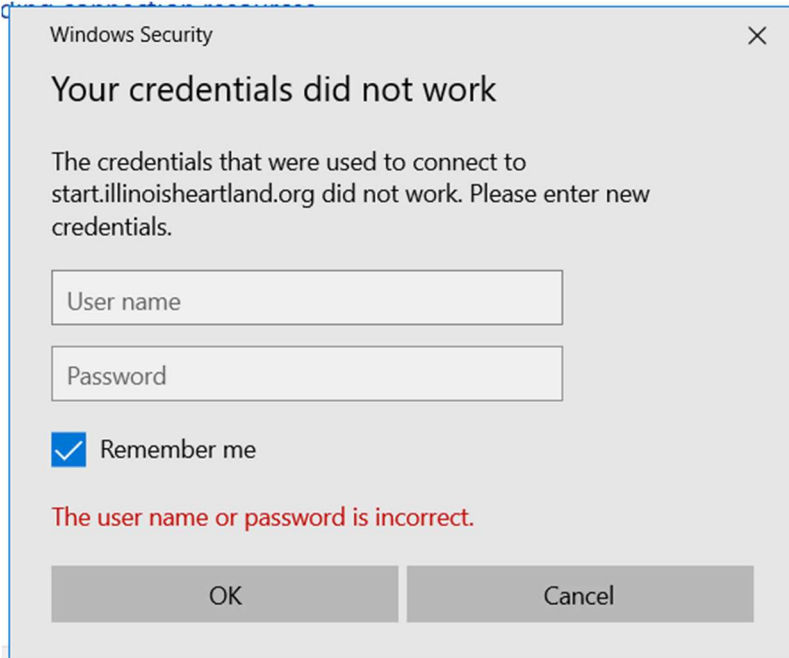 Windows Security
Your credentials did not work
The credentials that were used to connect to
start.illinoisheartland.org did not work. Please enter new
credentials.
User name
Password
Remember me
The user name or password is incorrect.
OK
Cancel